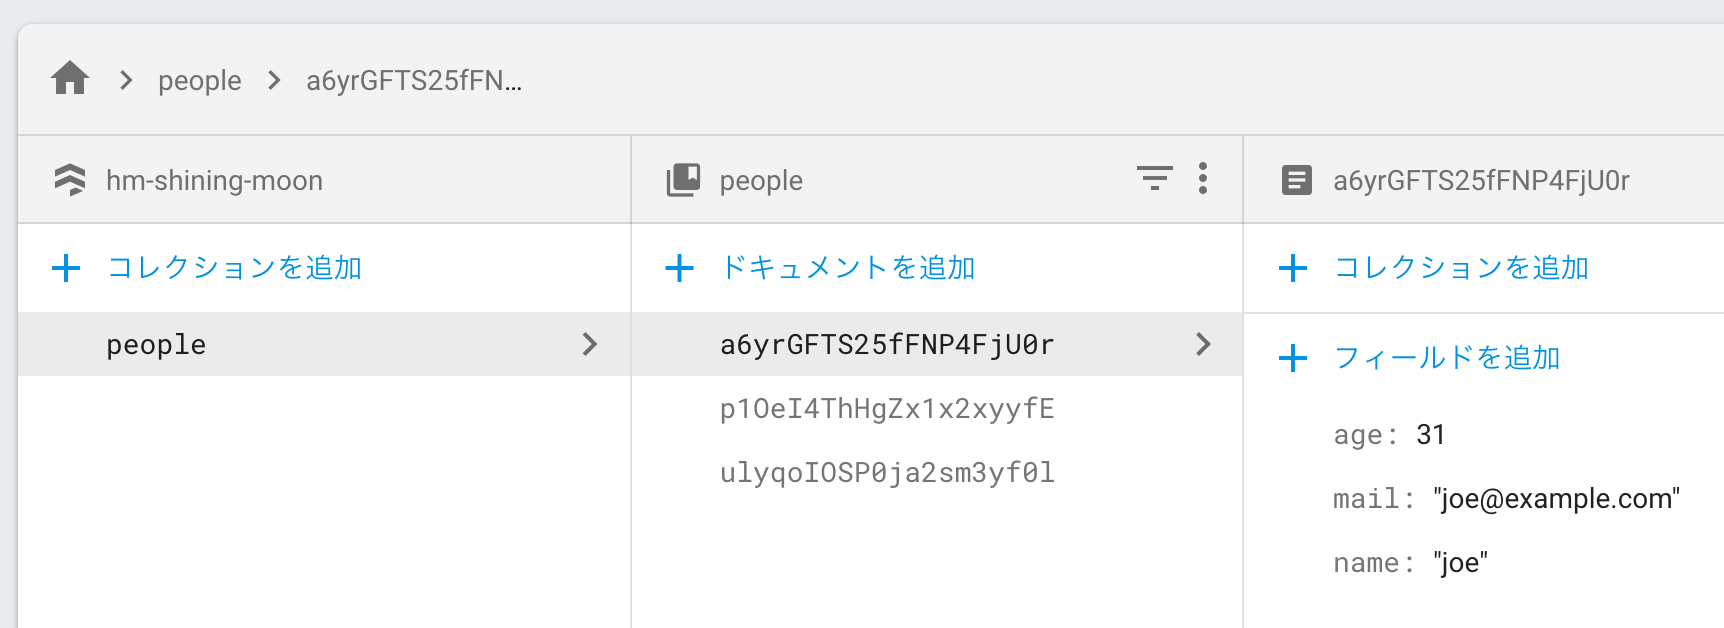 people
a6yrGFTS25fFN...
hm-shining-moon
コレクションを追加
people
people
ドキュメントを追加
a6yrGFTS25fFNP4FjU0r
p1OeI4ThHgZx1x2xyyfE
ulyqoIOSP0ja2sm3yf0l
a6yrGFTS25fFNP4FjU0r
コレクションを追加
フィールドを追加
age: 31
mail: "joe@example.com"
name: "joe"